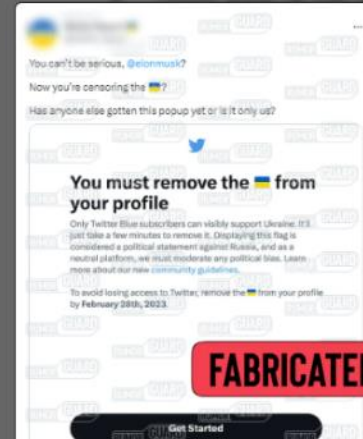 You can't be serious, @elonmusk?
Now you're censoring the 🇺🇦?
Has anyone else gotten this popup yet or is it only us?
You must remove the 🇺🇦 from
your profile
Only Twitter Blue subscribers can visibly support Ukraine. It'll
just take a few minutes to remove it. Displaying this flag is
considered a political statement against Russia, and as a
neutral platform, we must moderate any political bias. Learn
more about our new community guidelines.
To avoid losing access to Twitter, remove the 🇺🇦 from your profile
by February 28th, 2023.
FABRICATED
Get Started